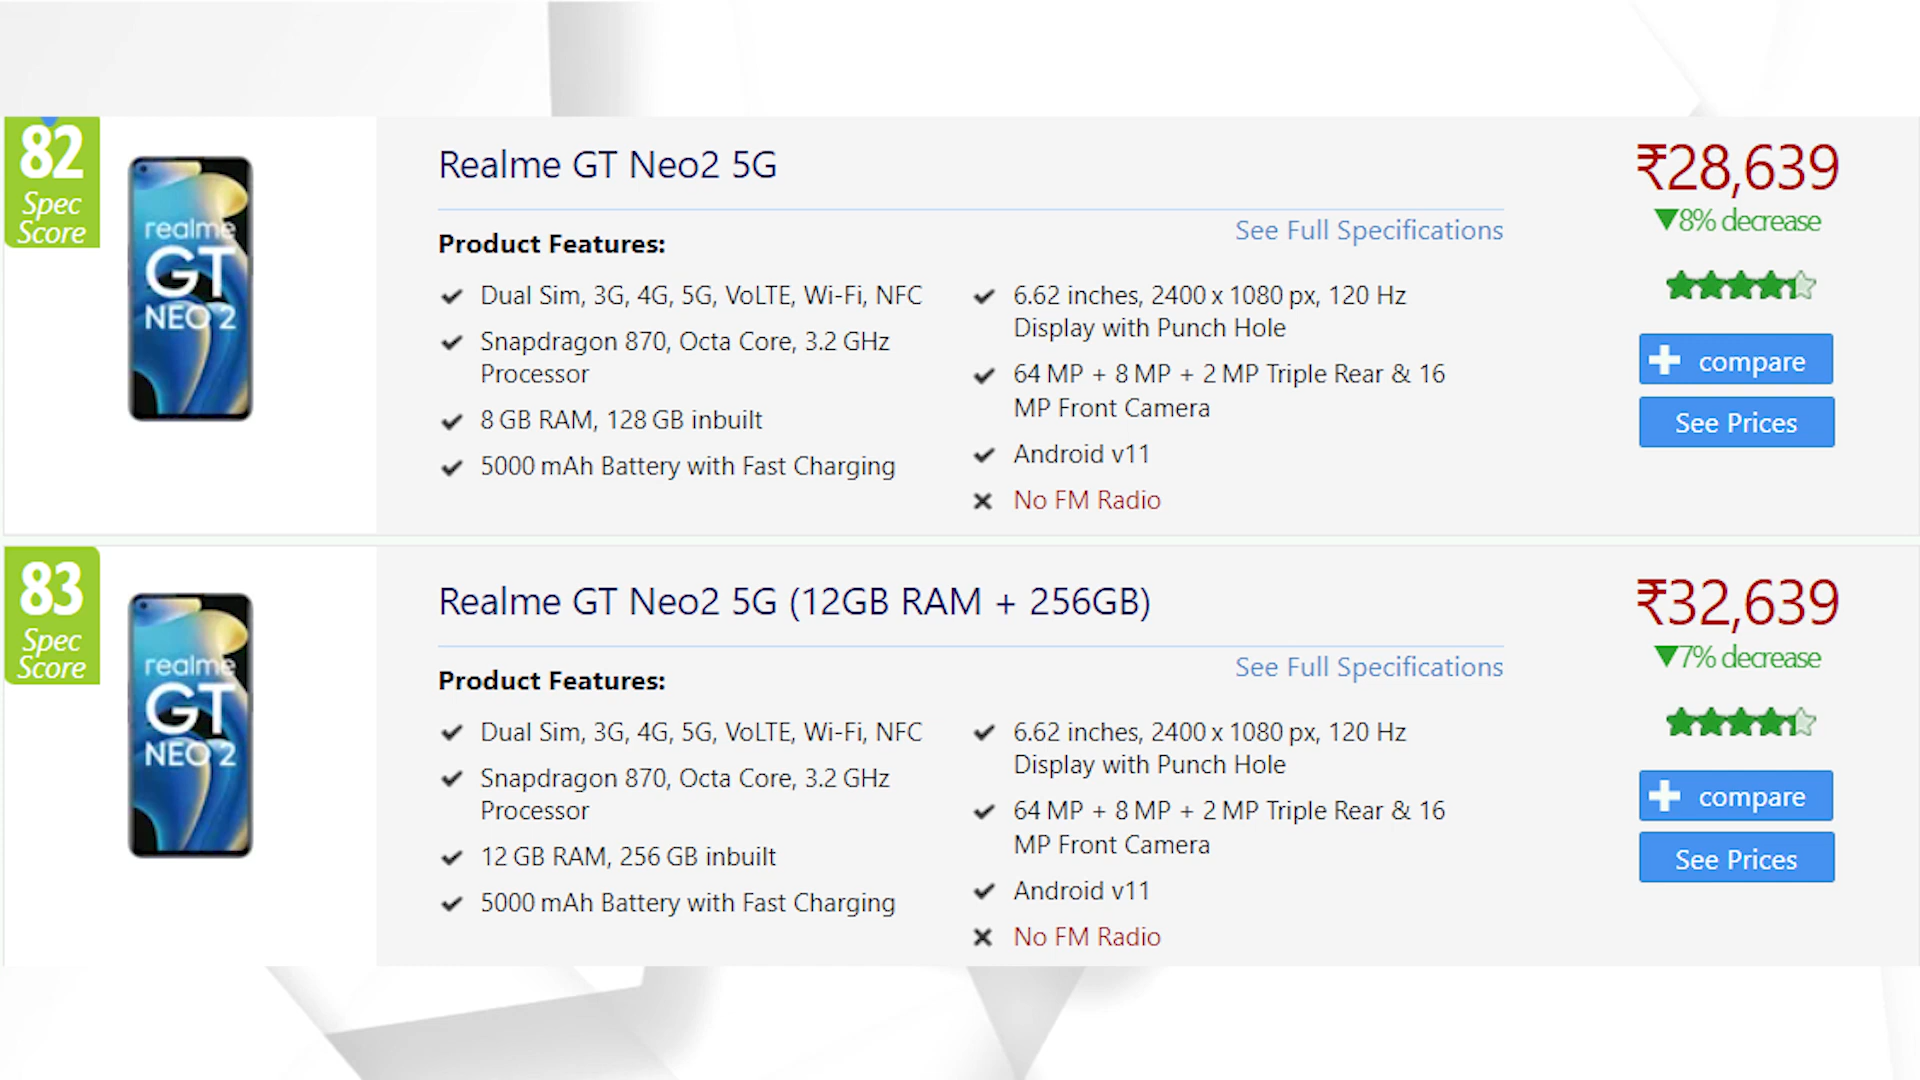 82
Spec
Score
realme
GT
NEO 2
Realme GT Neo2 5G
See Full Specifications
Product Features:
Dual Sim, 3G, 4G, 5G, VoLTE, Wi-Fi, NFC
Snapdragon 870, Octa Core, 3.2 GHz
Processor
8 GB RAM, 128 GB inbuilt
5000 mAh Battery with Fast Charging
6.62 inches, 2400 x 1080 px, 120 Hz
Display with Punch Hole
64 MP + 8 MP + 2 MP Triple Rear & 16
MP Front Camera
Android v11
No FM Radio
₹28,639
▼8% decrease
compare
See Prices
83
Spec
Score
realme
GT
NEO 2
Realme GT Neo2 5G (12GB RAM + 256GB)
See Full Specifications
Product Features:
Dual Sim, 3G, 4G, 5G, VoLTE, Wi-Fi, NFC
Snapdragon 870, Octa Core, 3.2 GHz
Processor
12 GB RAM, 256 GB inbuilt
5000 mAh Battery with Fast Charging
6.62 inches, 2400 x 1080 px, 120 Hz
Display with Punch Hole
64 MP + 8 MP + 2 MP Triple Rear & 16
MP Front Camera
Android v11
No FM Radio
₹32,639
▼7% decrease
compare
See Prices